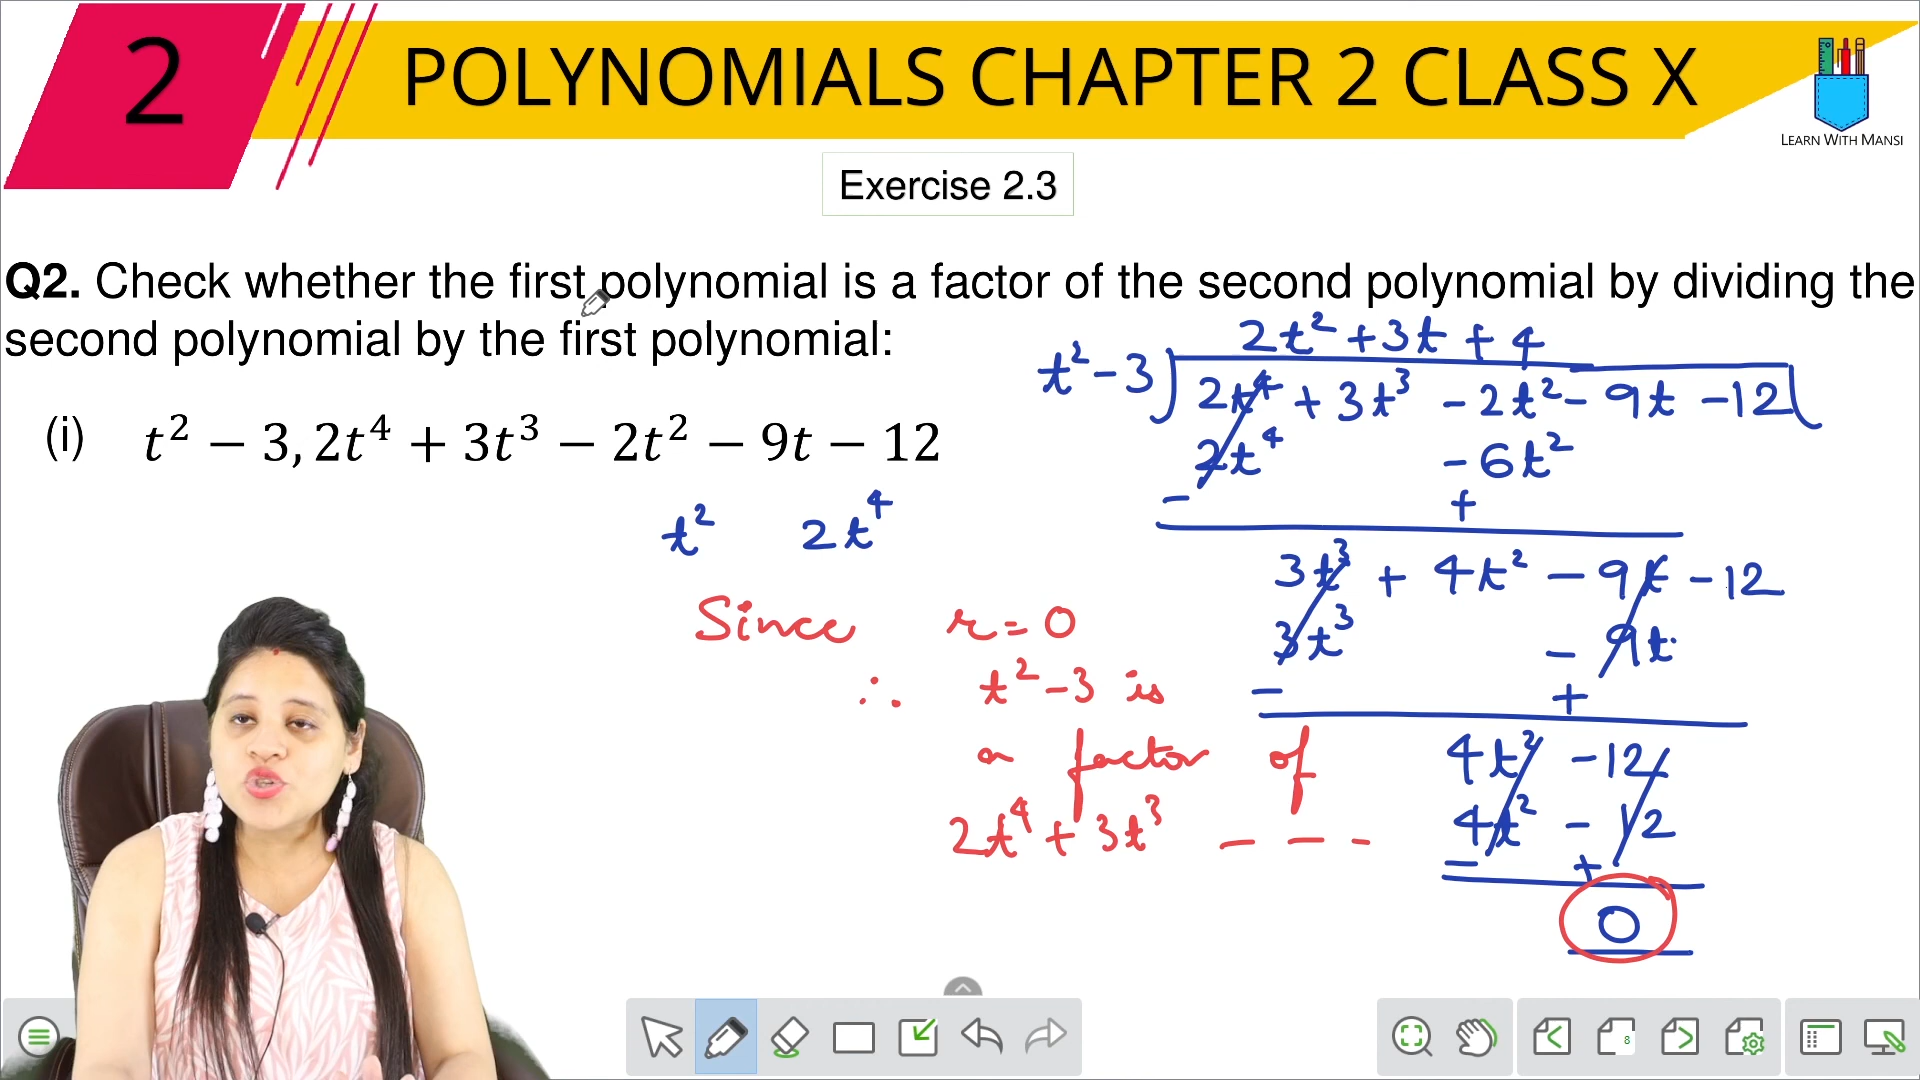 2
POLYNOMIALS CHAPTER 2 CLASS X
LEARN WITH MANSI
Exercise 2.3
Q2. Check whether the first polynomial is a factor of the second polynomial by dividing the
second polynomial by the first polynomial:
(i) t² − 3, 2t⁴ + 3t³ − 2t² − 9t − 12
t² 2t⁴
Since r = 0
∴ t² − 3 is
a factor of
2t⁴ + 3t³ − − −
2t² + 3t + 4
t² − 3 ) 2t⁴ + 3t³ − 2t² − 9t − 12 (
2t⁴ − 6t²
− +
3t³ + 4t² − 9t − 12
3t³ − 9t
− +
4t² − 12
4t² − 12
− +
0
8